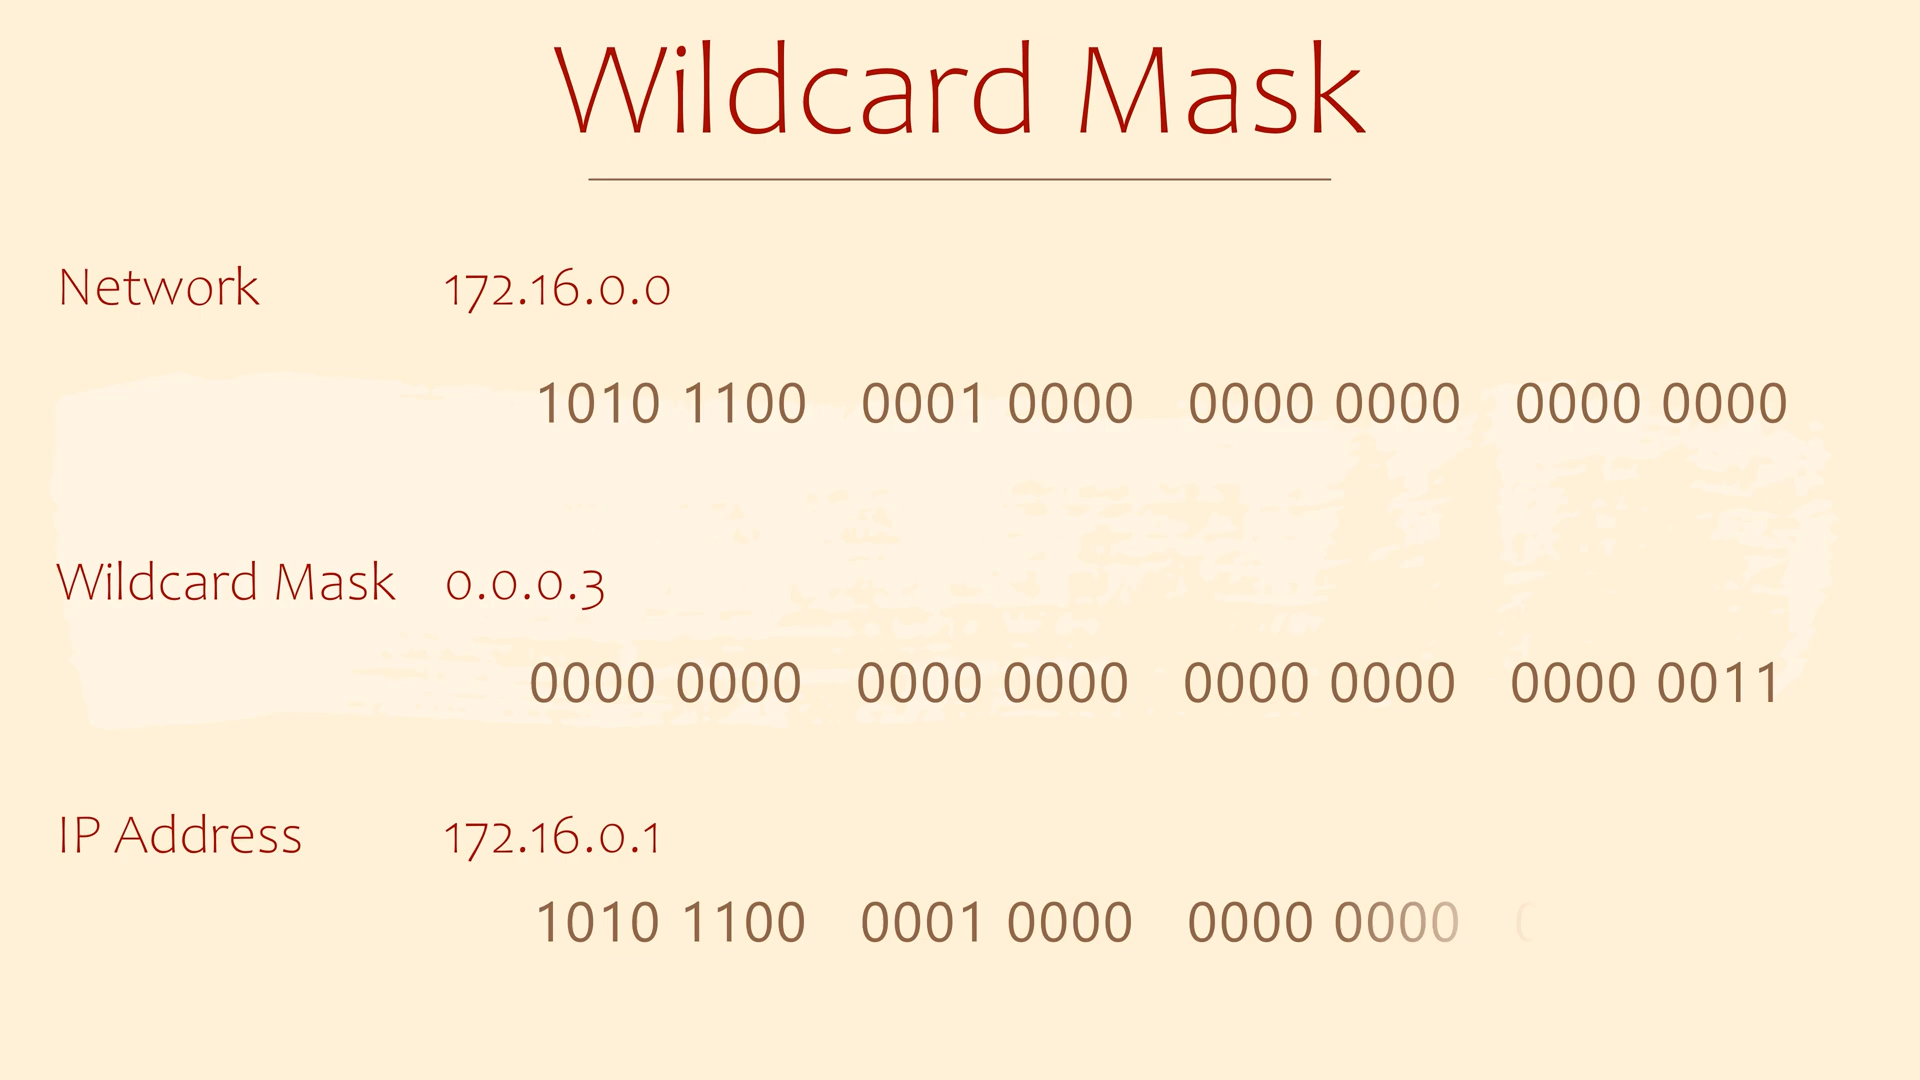 Wildcard Mask
Network 172.16.0.0
1010 1100 0001 0000 0000 0000 0000 0000
Wildcard Mask 0.0.0.3
0000 0000 0000 0000 0000 0000 0000 0011
IP Address 172.16.0.1
1010 1100 0001 0000 0000 0000